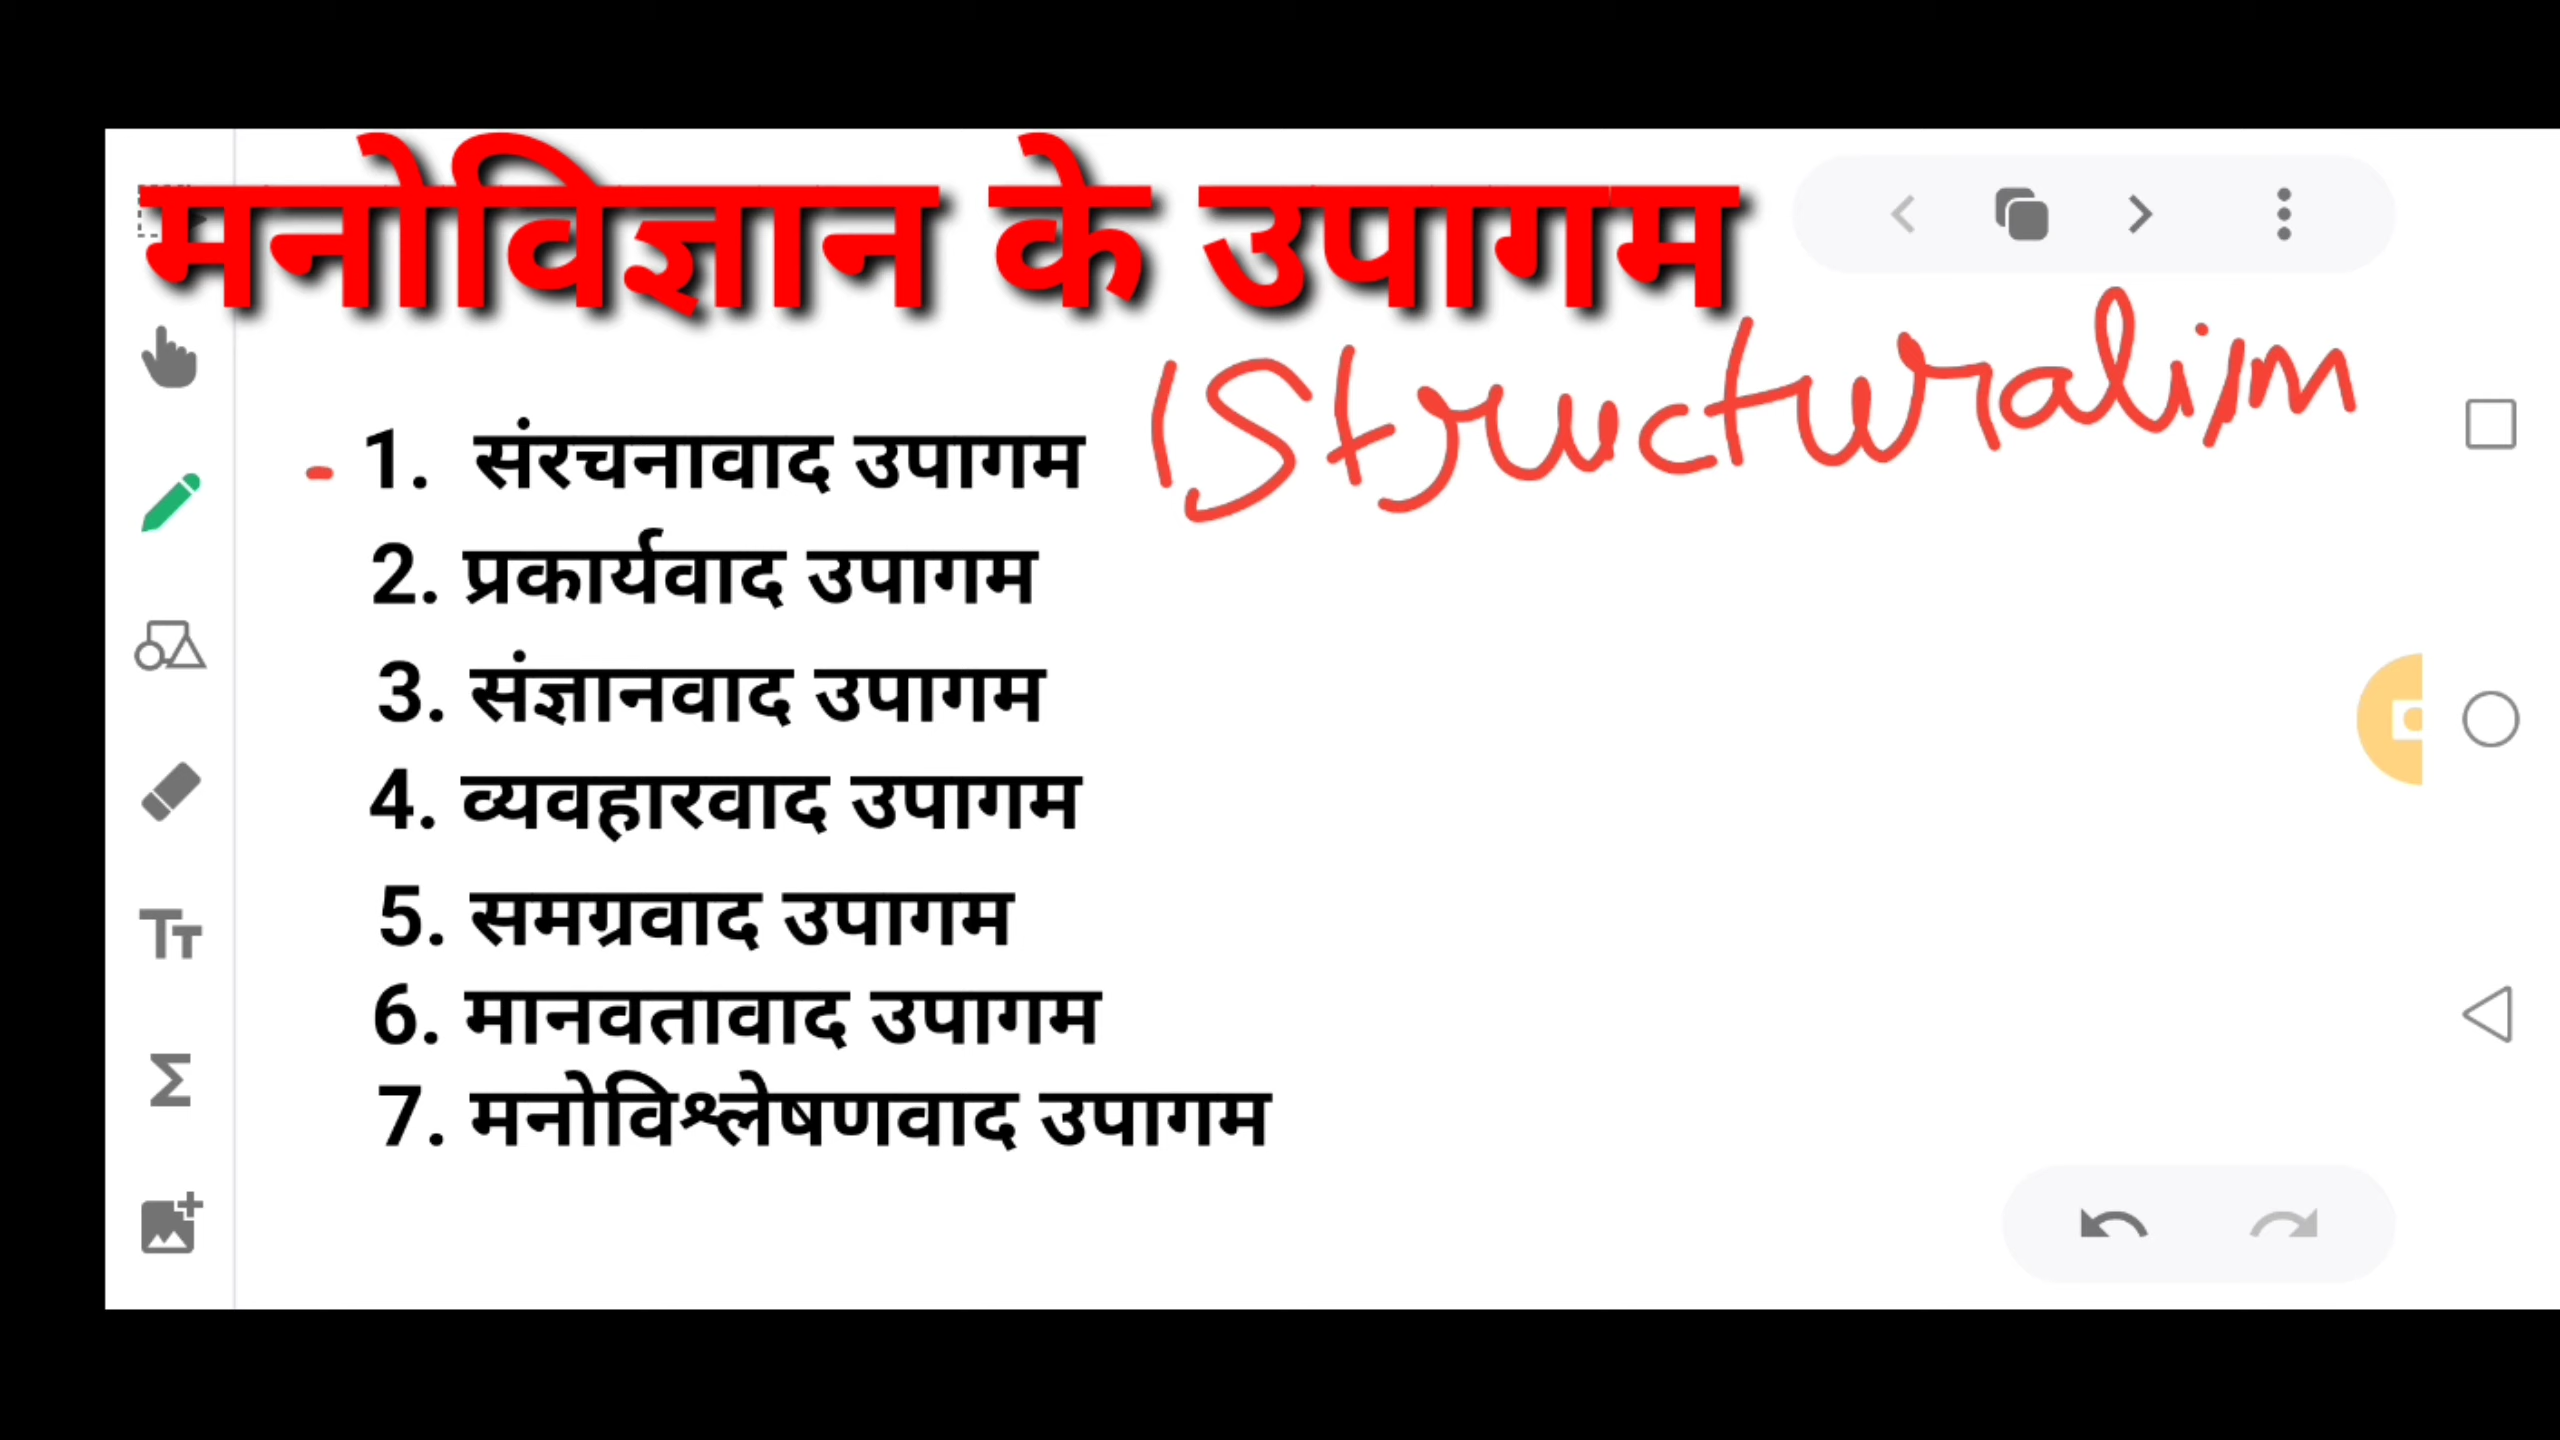 मनोविज्ञान के उपागम
- 1. संरचनावाद उपागम (Structuralism
2. प्रकार्यवाद उपागम
3. संज्ञानवाद उपागम
4. व्यवहारवाद उपागम
5. समग्रवाद उपागम
6. मानवतावाद उपागम
7. मनोविश्लेषणवाद उपागम